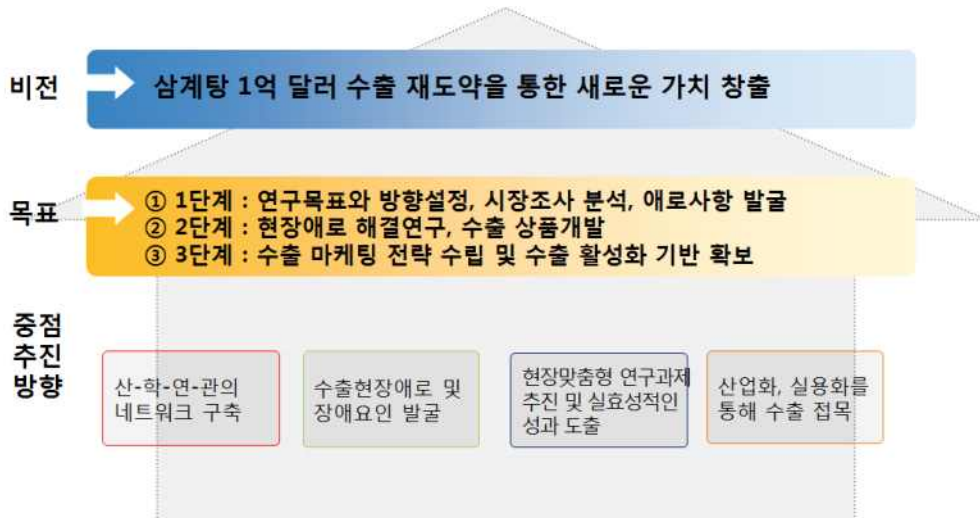 비전
삼계탕 1억 달러 수출 재도약을 통한 새로운 가치 창출
목표
① 1단계 : 연구목표와 방향설정, 시장조사 분석, 애로사항 발굴
② 2단계 : 현장애로 해결연구, 수출 상품개발
③ 3단계 : 수출 마케팅 전략 수립 및 수출 활성화 기반 확보
중점
추진
방향
산-학-연-관의
네트워크 구축
수출현장애로 및
장애요인 발굴
현장맞춤형 연구과제
추진 및 실효성적인
성과 도출
산업화, 실용화를
통해 수출 접목